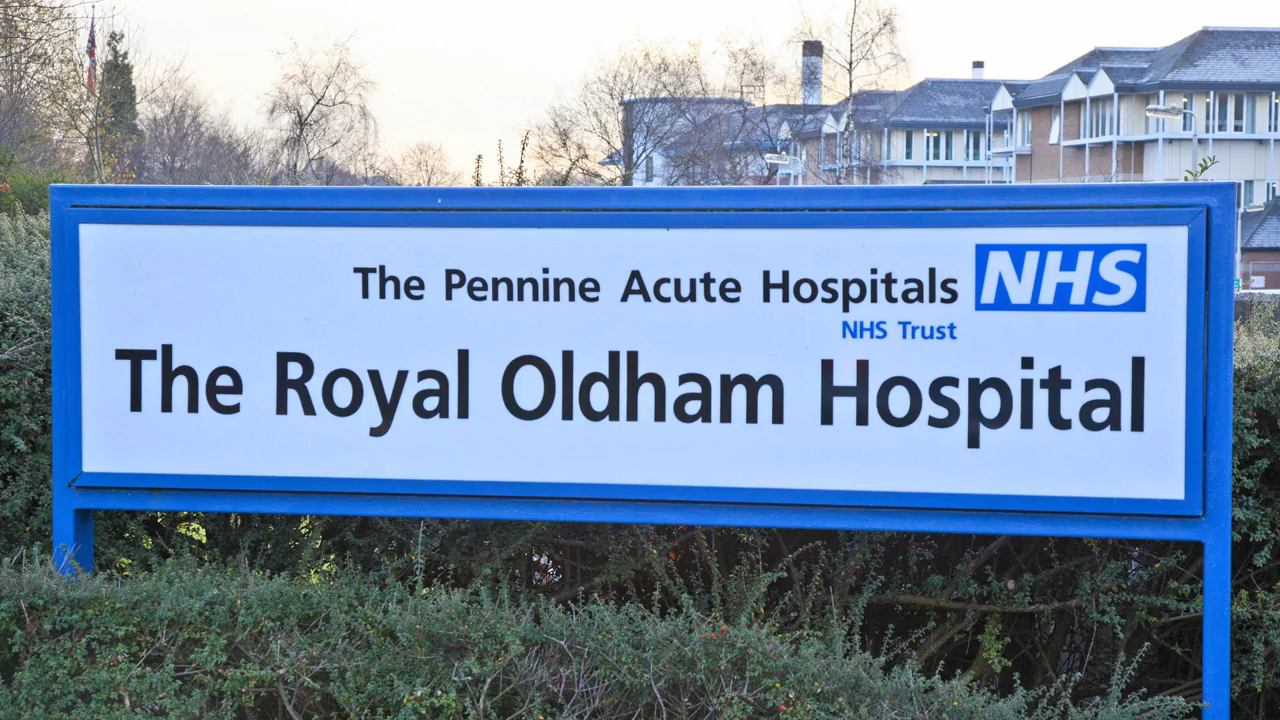 The Pennine Acute Hospitals NHS
NHS Trust
The Royal Oldham Hospital